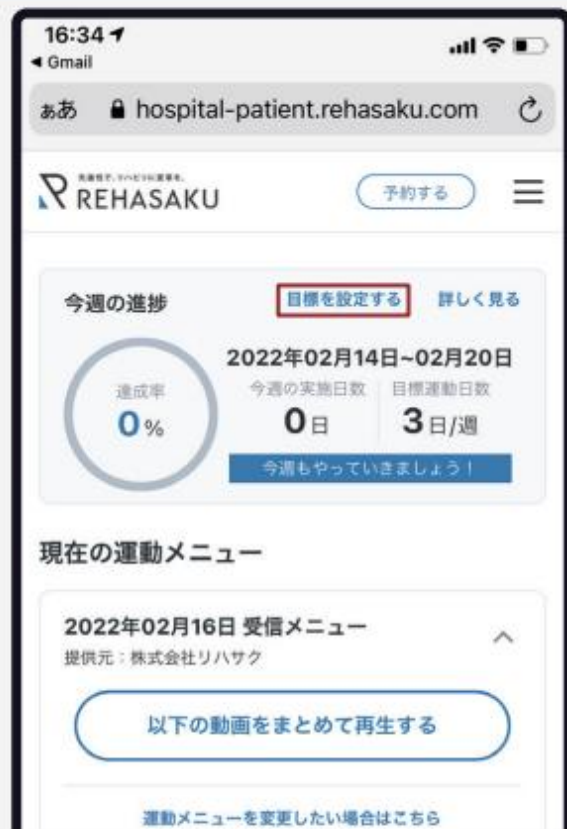 16:34
◀ Gmail
ぁあ hospital-patient.rehasaku.com
REHASAKU 予約する
今週の進捗 目標を設定する 詳しく見る
2022年02月14日~02月20日
達成率 今週の実施日数 目標運動日数
0% 0日 3日/週
今週もやっていきましょう!
現在の運動メニュー
2022年02月16日 受信メニュー
提供元:株式会社リハサク
以下の動画をまとめて再生する
運動メニューを変更したい場合はこちら